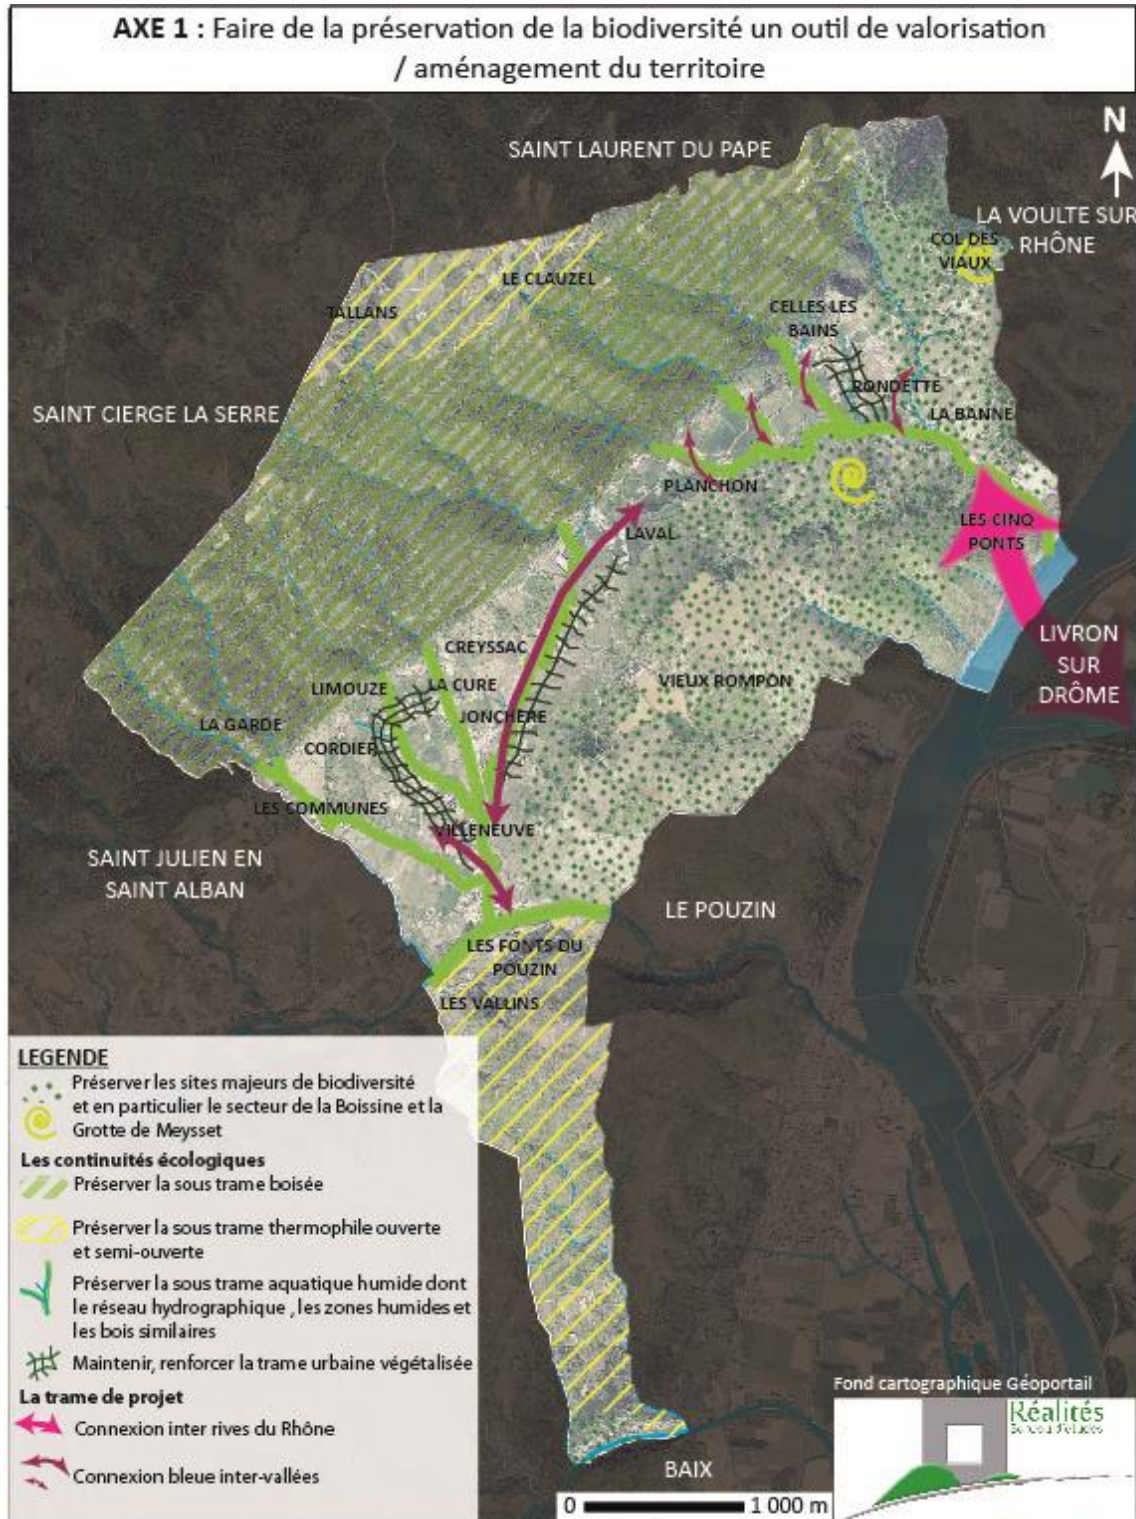 AXE 1 : Faire de la préservation de la biodiversité un outil de valorisation
/ aménagement du territoire
N
SAINT LAURENT DU PAPE
LA VOULTE SUR
RHÔNE
COL DES
VIAUX
LE CLAUZEL
TALLANS
CELLES LES
BAINS
RONDETTE
SAINT CIERGE LA SERRE
LA BANNE
PLANCHON
LES CINQ
PONTS
LAVAL
LIVRON
SUR
DRÔME
CREYSSAC
VIEUX ROMPON
LIMOUZE
LA CURE
JONCHERE
LA GARDE
CORDIER
LES COMMUNES
VILLENEUVE
SAINT JULIEN EN
SAINT ALBAN
LE POUZIN
LES FONTS DU
POUZIN
LES VALLINS
LEGENDE
Préserver les sites majeurs de biodiversité
et en particulier le secteur de la Boissine et la
Grotte de Meysset
Les continuités écologiques
Préserver la sous trame boisée
Préserver la sous trame thermophile ouverte
et semi-ouverte
Préserver la sous trame aquatique humide dont
le réseau hydrographique , les zones humides et
les bois similaires
Maintenir, renforcer la trame urbaine végétalisée
La trame de projet
Connexion inter rives du Rhône
Connexion bleue inter-vallées
Fond cartographique Géoportail
Réalités
Bureau d'études
BAIX
0 1 000 m